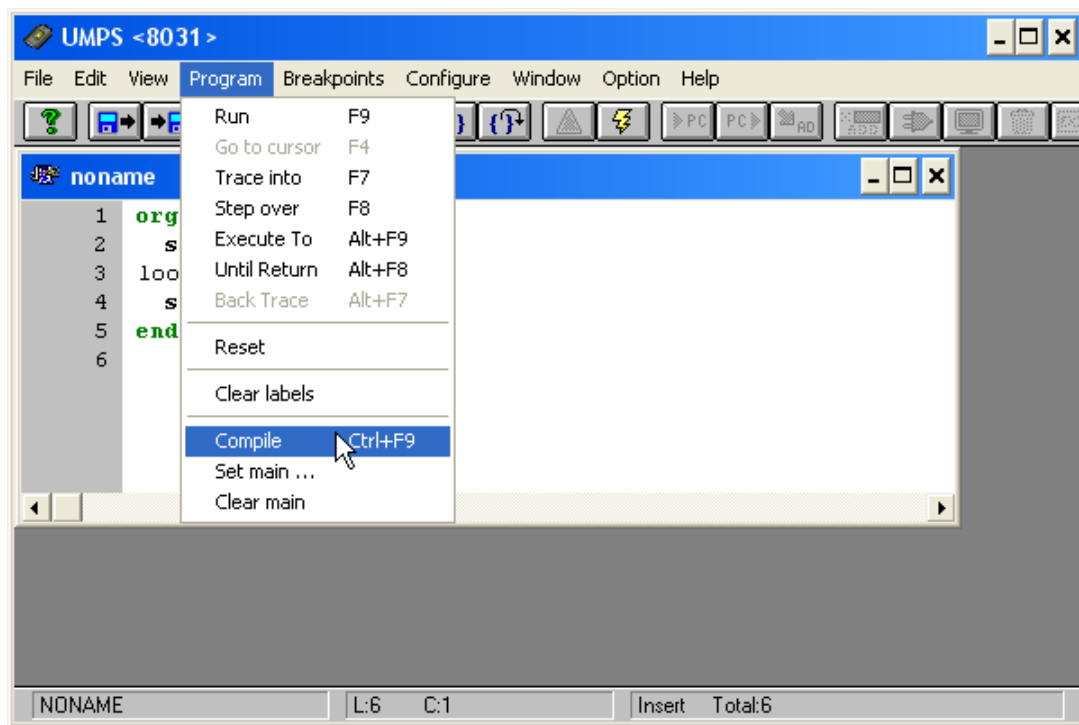 UMPS <8031>
File Edit View Program Breakpoints Configure Window Option Help
Run F9
Go to cursor F4
Trace into F7
Step over F8
Execute To Alt+F9
Until Return Alt+F8
Back Trace Alt+F7
Reset
Clear labels
Compile Ctrl+F9
Set main ...
Clear main
PC PC AD ADD
noname
1 org
2 s
3 loo
4 s
5 end
6
NONAME L:6 C:1 Insert Total:6